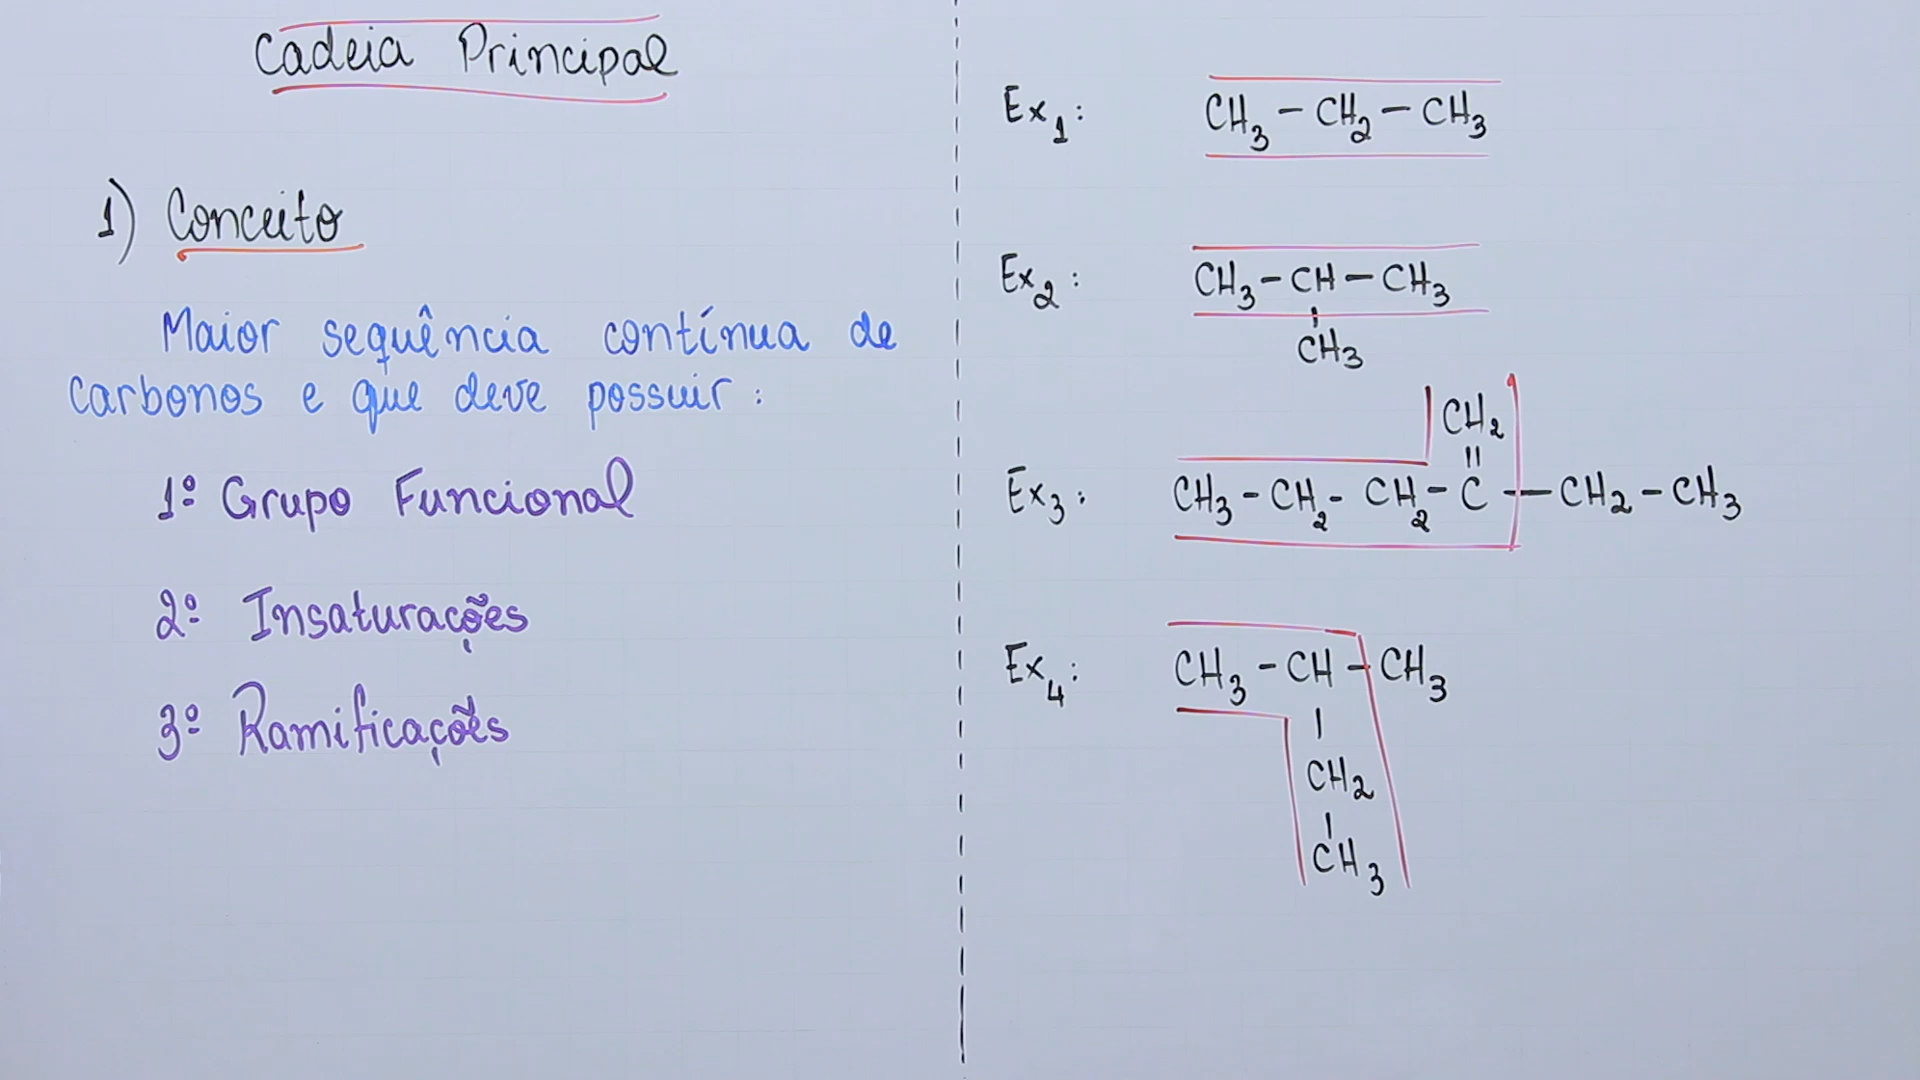 Cadeia Principal
1) Conceito
Maior sequência contínua de
carbonos e que deve possuir:
1º Grupo Funcional
2º Insaturações
3º Ramificações
Ex₁: CH₃ - CH₂ - CH₃
Ex₂: CH₃ - CH - CH₃
CH₃
CH₂
Ex₃: CH₃ - CH₂ - CH₂ - C - CH₂ - CH₃
Ex₄: CH₃ - CH - CH₃
CH₂
CH₃